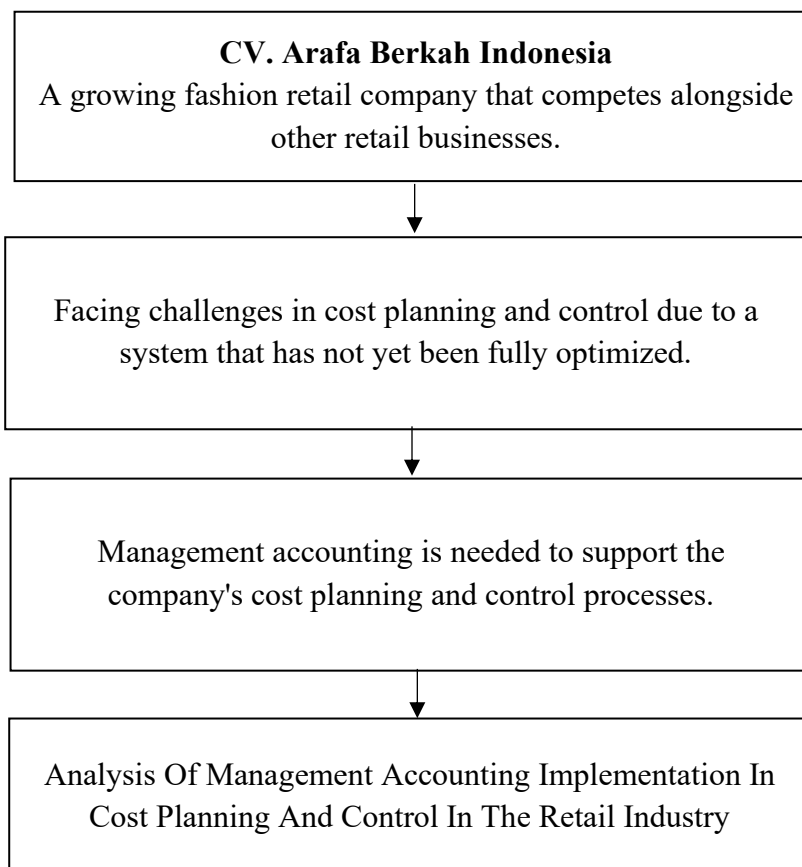 CV. Arafa Berkah Indonesia
A growing fashion retail company that competes alongside
other retail businesses.
Facing challenges in cost planning and control due to a
system that has not yet been fully optimized.
Management accounting is needed to support the
company's cost planning and control processes.
Analysis Of Management Accounting Implementation In
Cost Planning And Control In The Retail Industry